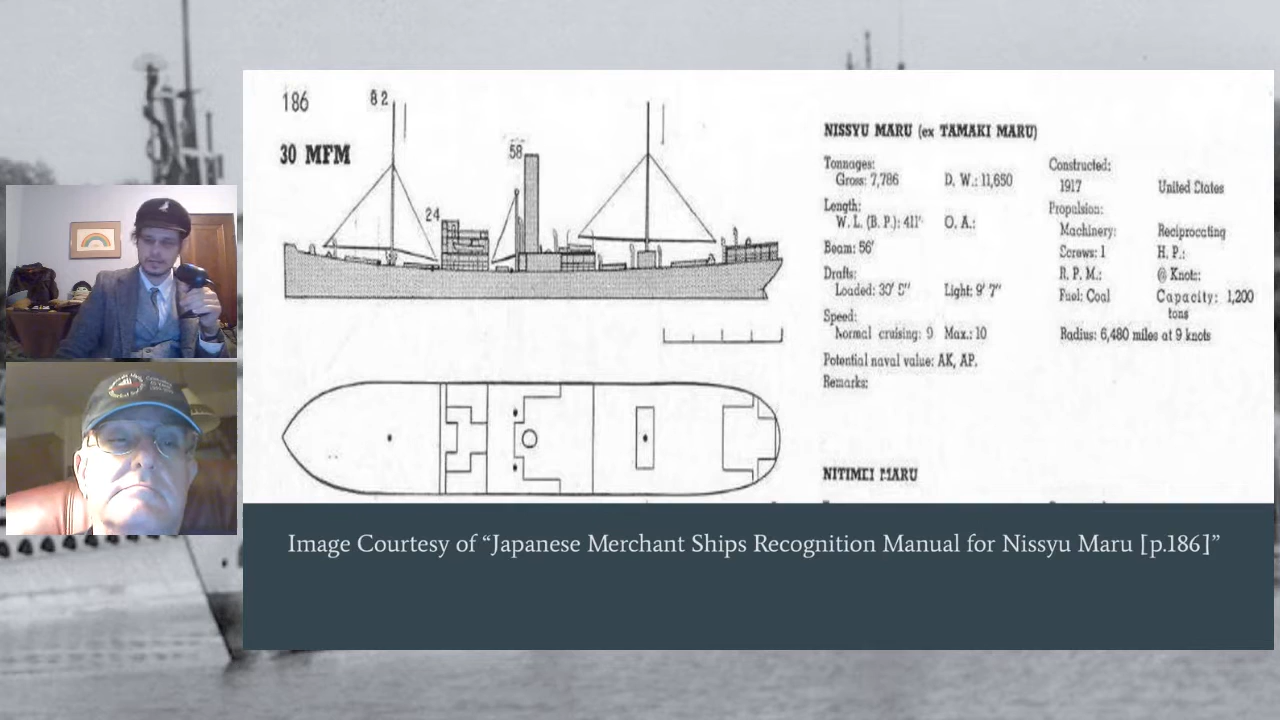 186
82
30 MFM
58
24
NISSYU MARU (ex TAMAKI MARU)
Tonnages:
Gross: 7,786 D. W.: 11,650
Length:
W. L. (B. P.): 411' O. A.:
Beam: 56'
Drafts:
Loaded: 30' 5" Light: 9' 7"
Speed:
Normal cruising: 9 Max.: 10
Potential naval value: AK, AP.
Remarks:
Constructed:
1917 United States
Propulsion:
Machinery: Reciprocating
Screws: 1 H. P.:
R. P. M.: @ Knot:
Fuel: Coal Capacity: 1,200
tons
Radius: 6,480 miles at 9 knots
NITIMEI MARU
Image Courtesy of “Japanese Merchant Ships Recognition Manual for Nissyu Maru [p.186]”